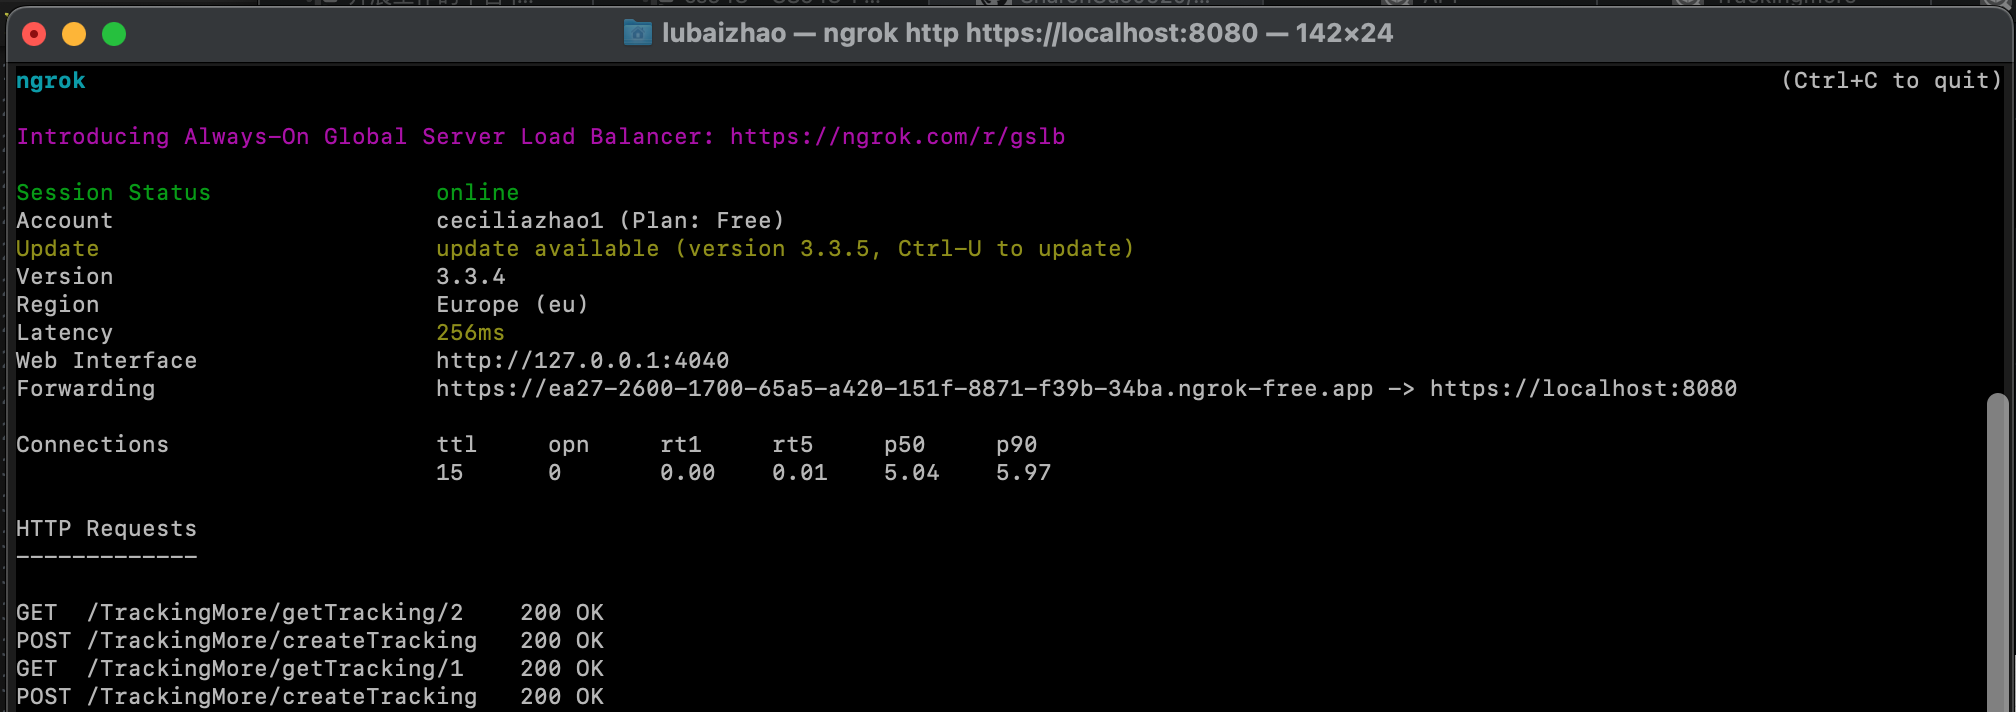 lubaizhao — ngrok http https://localhost:8080 — 142×24
ngrok (Ctrl+C to quit)
Introducing Always-On Global Server Load Balancer: https://ngrok.com/r/gslb
Session Status online
Account ceciliazhao1 (Plan: Free)
Update update available (version 3.3.5, Ctrl-U to update)
Version 3.3.4
Region Europe (eu)
Latency 256ms
Web Interface http://127.0.0.1:4040
Forwarding https://ea27-2600-1700-65a5-a420-151f-8871-f39b-34ba.ngrok-free.app -> https://localhost:8080
Connections ttl opn rt1 rt5 p50 p90
15 0 0.00 0.01 5.04 5.97
HTTP Requests
-------------
GET /TrackingMore/getTracking/2 200 OK
POST /TrackingMore/createTracking 200 OK
GET /TrackingMore/getTracking/1 200 OK
POST /TrackingMore/createTracking 200 OK